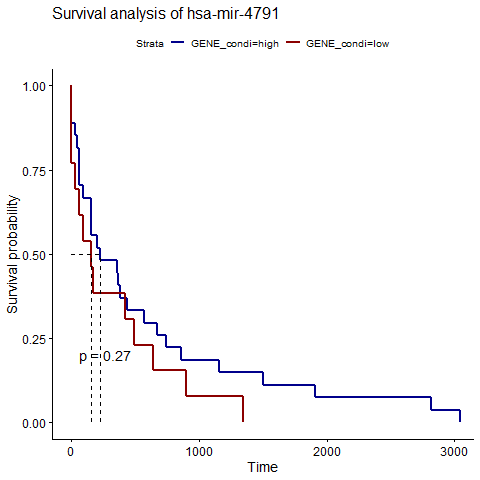 Survival analysis of hsa-mir-4791
Strata GENE_condi=high GENE_condi=low
Survival probability
1.00
0.75
0.50
0.25
0.00
p = 0.27
0 1000 2000 3000
Time